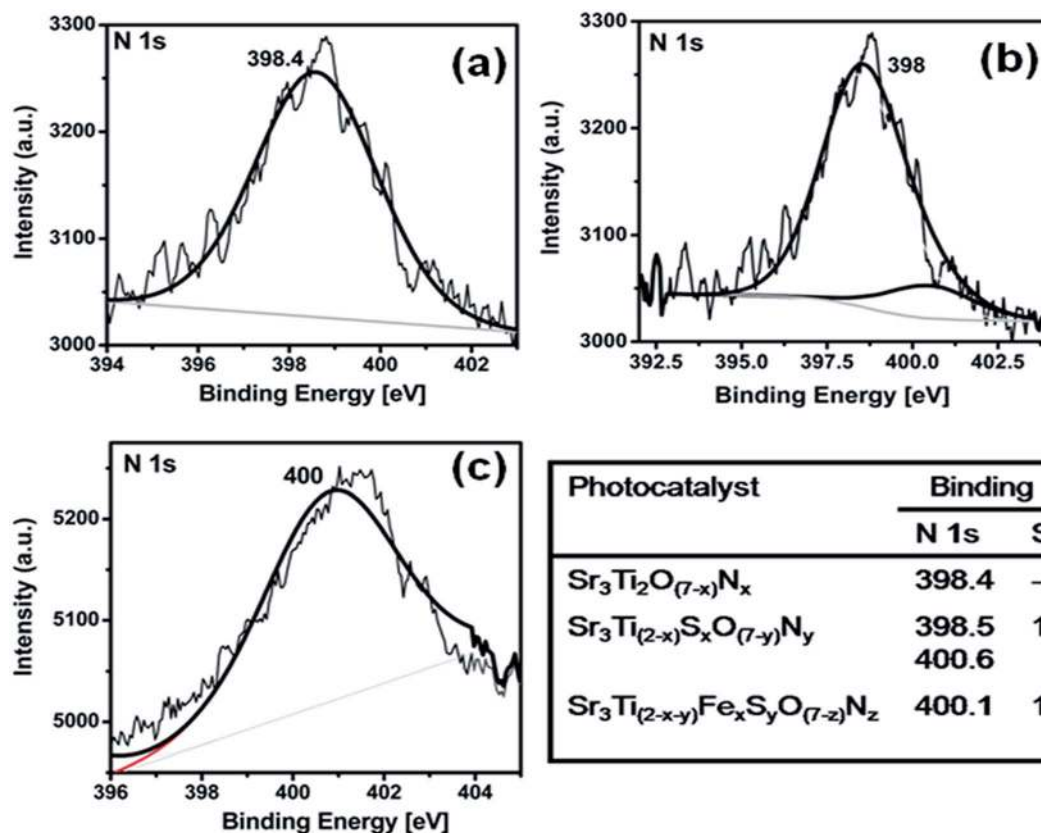 N 1s
(a)
398.4
3300
3200
3100
3000
Intensity (a.u.)
394 396 398 400 402
Binding Energy [eV]
N 1s
(b)
398
3300
3200
3100
3000
Intensity (a.u.)
392.5 395.0 397.5 400.0 402.5
Binding Energy [eV]
N 1s
(c)
400
5200
5100
5000
Intensity (a.u.)
396 398 400 402 404
Binding Energy [eV]
Photocatalyst Binding
N 1s S
Sr₃Ti₂O₍₇₋ₓ₎Nₓ 398.4 -
Sr₃Ti₍₂₋ₓ₎SₓO₍₇₋y₎Ny 398.5 1
400.6
Sr₃Ti₍₂₋ₓ₋y₎FeₓSyO₍₇₋z₎Nz 400.1 1